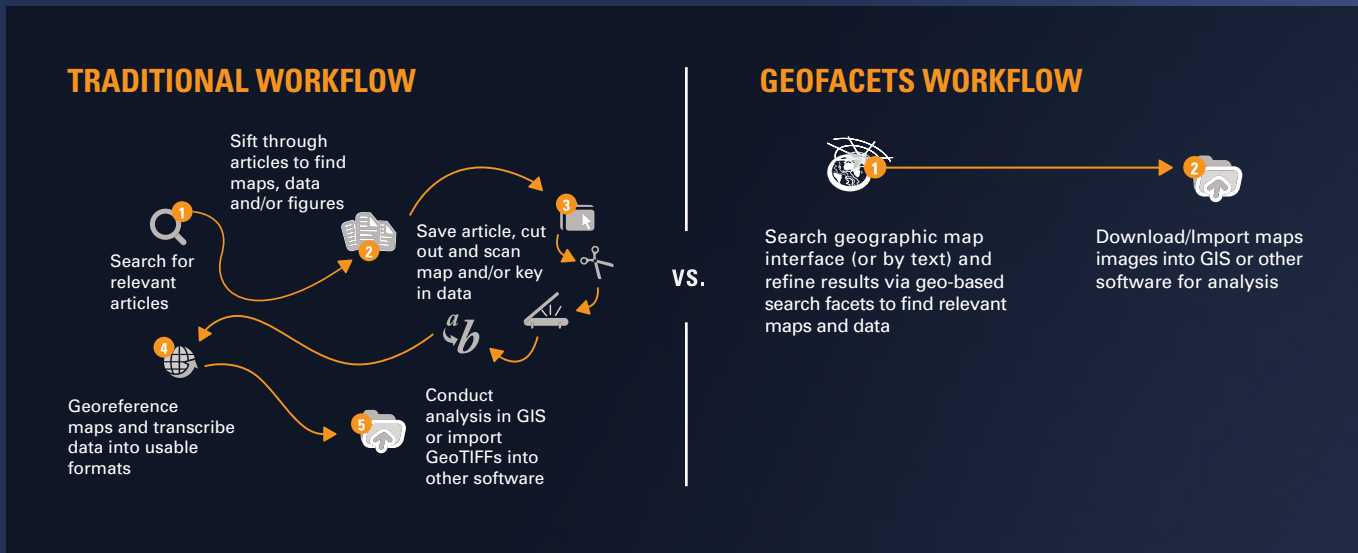 TRADITIONAL WORKFLOW
1
Search for
relevant
articles
Sift through
articles to find
maps, data
and/or figures
2
3
Save article, cut
out and scan
map and/or key
in data
a
b
4
Georeference
maps and transcribe
data into usable
formats
5
Conduct
analysis in GIS
or import
GeoTIFFs into
other software
VS.
GEOFACETS WORKFLOW
1
Search geographic map
interface (or by text) and
refine results via geo-based
search facets to find relevant
maps and data
2
Download/Import maps
images into GIS or other
software for analysis